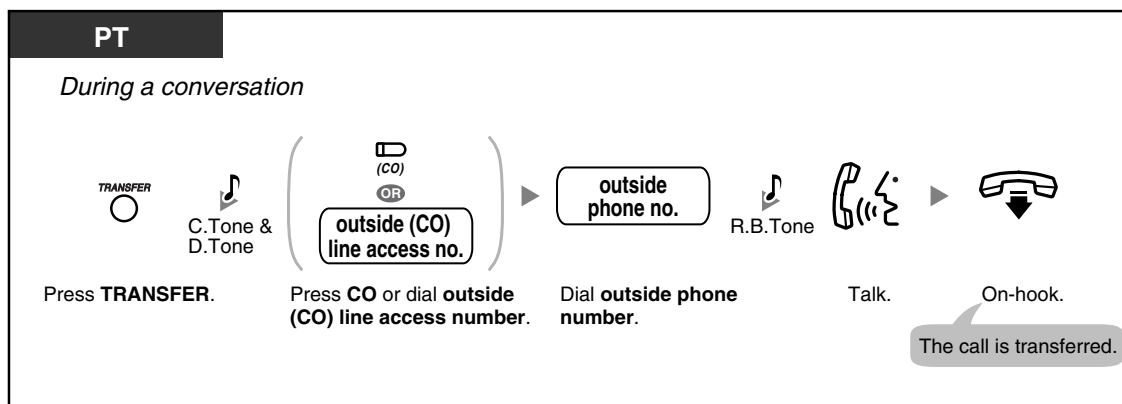 PT
During a conversation
TRANSFER
C.Tone &
D.Tone
(CO)
OR
outside (CO)
line access no.
outside
phone no.
R.B.Tone
Press TRANSFER.
Press CO or dial outside
(CO) line access number.
Dial outside phone
number.
Talk.
On-hook.
The call is transferred.